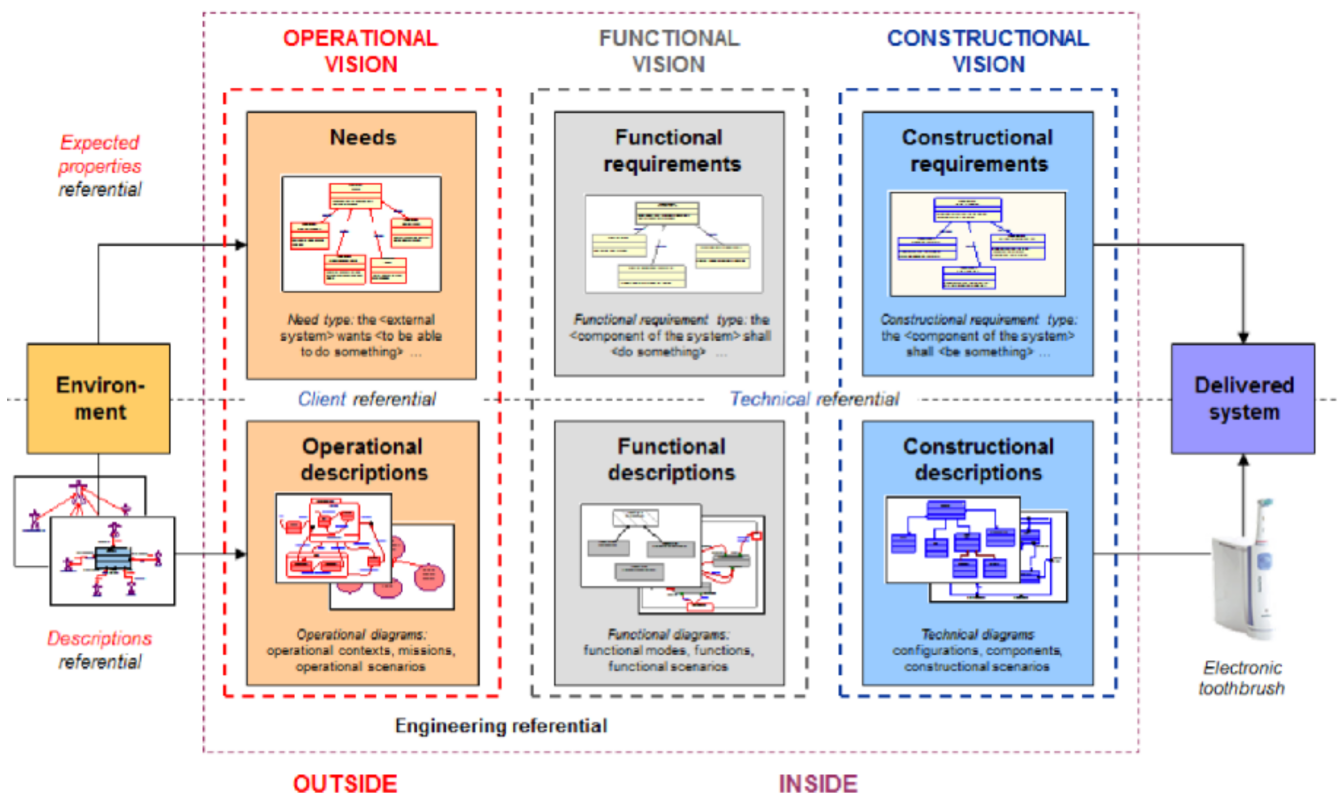 OPERATIONAL
VISION
FUNCTIONAL
VISION
CONSTRUCTIONAL
VISION
Expected
properties
referential
Needs
Need type: the <external
system> wants <to be able
to do something> ...
Functional
requirements
Functional requirement type: the
<component of the system> shall
<do something> ...
Constructional
requirements
Constructional requirement type:
the <component of the system>
shall <be something> ...
Environ-
ment
Client referential
Technical referential
Delivered
system
Operational
descriptions
Operational diagrams:
operational contexts, missions,
operational scenarios
Functional
descriptions
Functional diagrams:
functional modes, functions,
functional scenarios
Constructional
descriptions
Technical diagrams
configurations, components,
constructional scenarios
Descriptions
referential
Electronic
toothbrush
Engineering referential
OUTSIDE
INSIDE